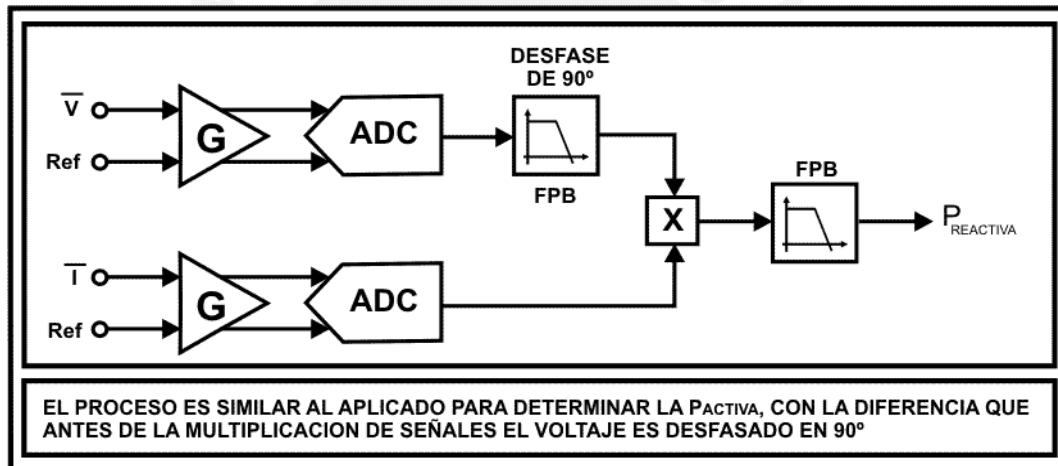 DESFASE
DE 90º
V
G
ADC
Ref
FPB
FPB
X
P REACTIVA
I
G
ADC
Ref
EL PROCESO ES SIMILAR AL APLICADO PARA DETERMINAR LA PACTIVA, CON LA DIFERENCIA QUE
ANTES DE LA MULTIPLICACION DE SEÑALES EL VOLTAJE ES DESFASADO EN 90º